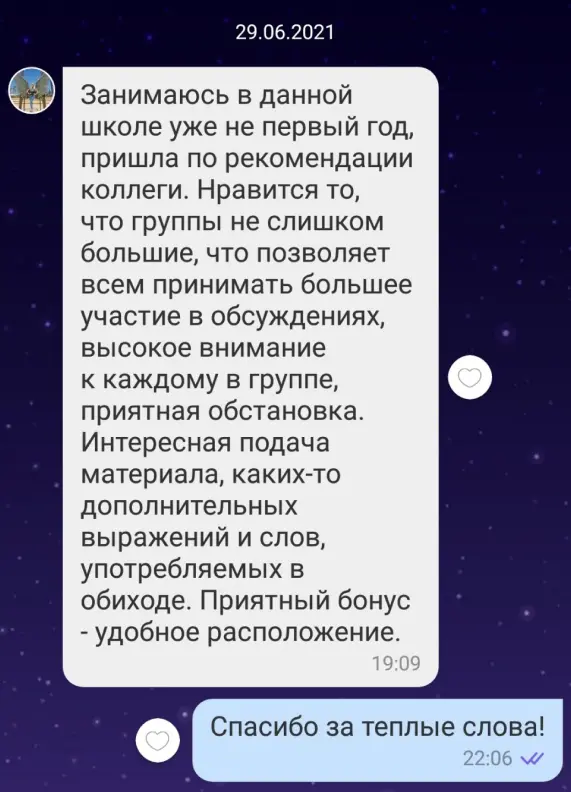 29.06.2021
Занимаюсь в данной
школе уже не первый год,
пришла по рекомендации
коллеги. Нравится то,
что группы не слишком
большие, что позволяет
всем принимать большее
участие в обсуждениях,
высокое внимание
к каждому в группе,
приятная обстановка.
Интересная подача
материала, каких-то
дополнительных
выражений и слов,
употребляемых в
обиходе. Приятный бонус
- удобное расположение.
19:09
Спасибо за теплые слова!
22:06